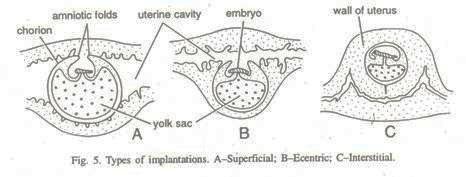 amniotic folds
uterine cavity
embryo
wall of uterus
chorion
yolk sac
A
B
C
Fig. 5. Types of implantations. A–Superficial; B–Ecentric; C–Interstitial.